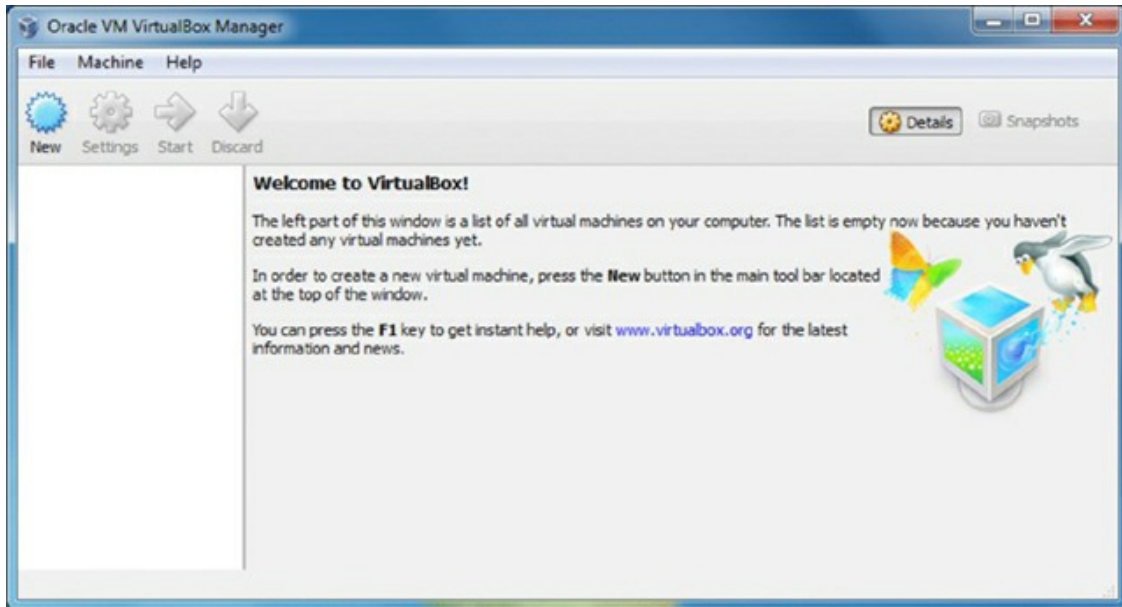 Oracle VM VirtualBox Manager
File Machine Help
New Settings Start Discard Details Snapshots
Welcome to VirtualBox!
The left part of this window is a list of all virtual machines on your computer. The list is empty now because you haven't
created any virtual machines yet.
In order to create a new virtual machine, press the New button in the main tool bar located
at the top of the window.
You can press the F1 key to get instant help, or visit www.virtualbox.org for the latest
information and news.